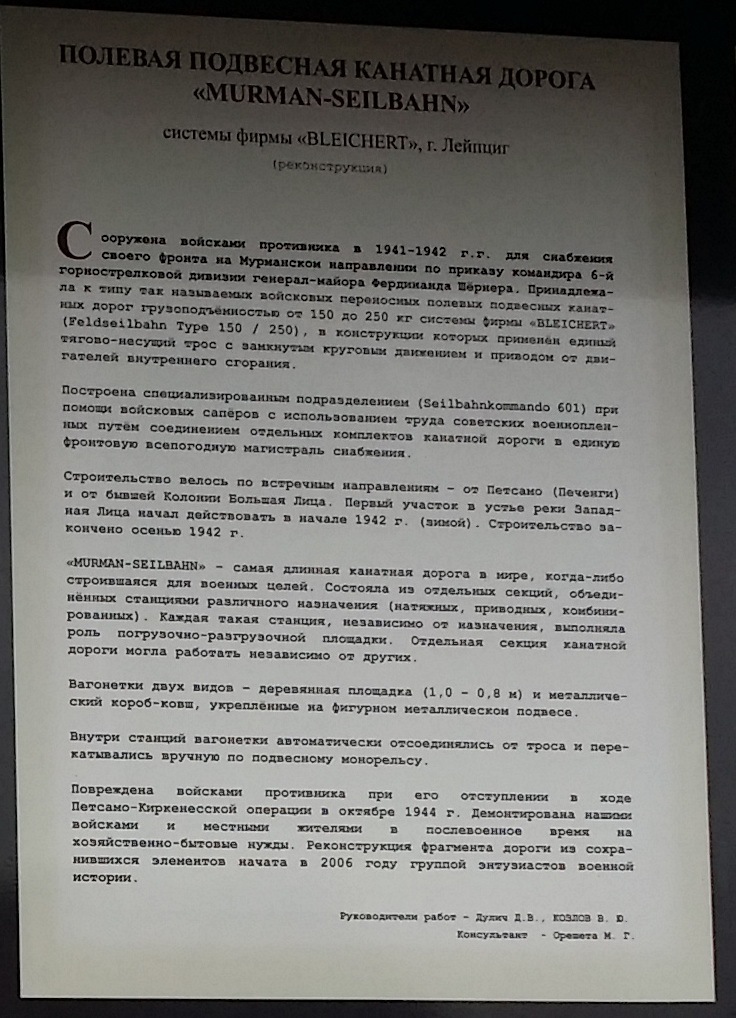 ПОЛЕВАЯ ПОДВЕСНАЯ КАНАТНАЯ ДОРОГА
«MURMAN-SEILBAHN»
системы фирмы «BLEICHERT», г. Лейпциг
(реконструкция)
Сооружена войсками противника в 1941-1942 г.г. для снабжения
своего фронта на Мурманском направлении по приказу командира 6-й
горнострелковой дивизии генерал-майора Фердинанда Шёрнера. Принадлежа-
ла к типу так называемых войсковых переносных полевых подвесных канат-
ных дорог грузоподъёмностью от 150 до 250 кг системы фирмы «BLEICHERT»
(Feldseilbahn Type 150 / 250), в конструкции которых применён единый
тягово-несущий трос с замкнутым круговым движением и приводом от дви-
гателей внутреннего сгорания.
Построена специализированным подразделением (Seilbahnkommando 601) при
помощи войсковых сапёров с использованием труда советских военноплен-
ных путём соединением отдельных комплектов канатной дороги в единую
фронтовую всепогодную магистраль снабжения.
Строительство велось по встречным направлениям – от Петсамо (Печенги)
и от бывшей Колонии Большая Лица. Первый участок в устье реки Запад-
ная Лица начал действовать в начале 1942 г. (зимой). Строительство за-
кончено осенью 1942 г.
«MURMAN-SEILBAHN» – самая длинная канатная дорога в мире, когда-либо
строившаяся для военных целей. Состояла из отдельных секций, объеди-
нённых станциями различного назначения (натяжных, приводных, комбини-
рованных). Каждая такая станция, независимо от назначения, выполняла
роль погрузочно-разгрузочной площадки. Отдельная секция канатной
дороги могла работать независимо от других.
Вагонетки двух видов – деревянная площадка (1,0 – 0,8 м) и металличе-
ский короб-ковш, укреплённые на фигурном металлическом подвесе.
Внутри станций вагонетки автоматически отсоединялись от троса и пере-
катывались вручную по подвесному монорельсу.
Повреждена войсками противника при его отступлении в ходе
Петсамо-Киркенесской операции в октябре 1944 г. Демонтирована нашими
войсками и местными жителями в послевоенное время на
хозяйственно-бытовые нужды. Реконструкция фрагмента дороги из сохра-
нившихся элементов начата в 2006 году группой энтузиастов военной
истории.
Руководители работ – Дулич Д.В., КОЗЛОВ В. Ю.
Консультант - Орешета М. Г.